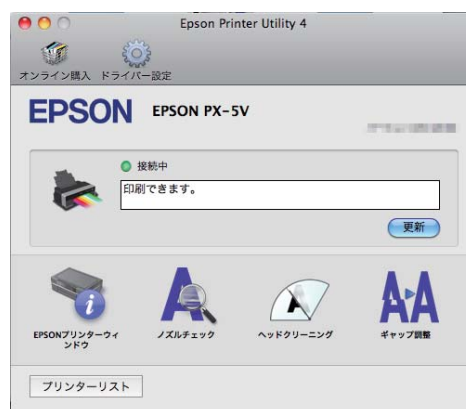 Epson Printer Utility 4
オンライン購入 ドライバー設定
EPSON EPSON PX-5V
接続中
印刷できます。
更新
EPSONプリンターウィ
ンドウ
ノズルチェック
ヘッドクリーニング
ギャップ調整
プリンターリスト